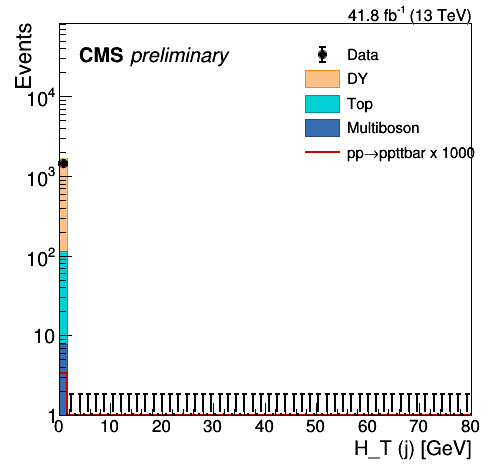 41.8 fb⁻¹ (13 TeV)
Events
CMS preliminary
Data
DY
Top
Multiboson
pp→ppttbar x 1000
10⁴
10³
10²
10
1
0 10 20 30 40 50 60 70 80
H_T (j) [GeV]